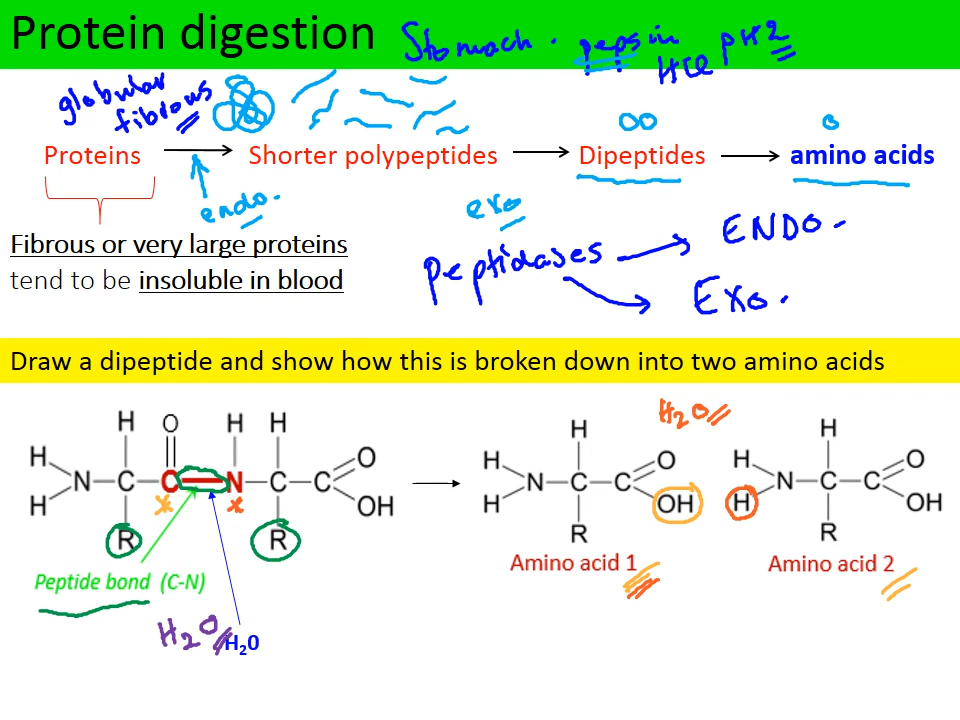 Protein digestion Stomach. pepsin pH2
HCl
globular
fibrous
Proteins Shorter polypeptides Dipeptides amino acids
endo.
exo
Fibrous or very large proteins
tend to be insoluble in blood
peptidases ENDO.
EXO.
Draw a dipeptide and show how this is broken down into two amino acids
H O H H
H N C C N C C O
H R R OH
Peptide bond (C-N)
H₂O H₂0
H₂O
H H
H N C C O H N C C O
H R OH H R OH
Amino acid 1 Amino acid 2